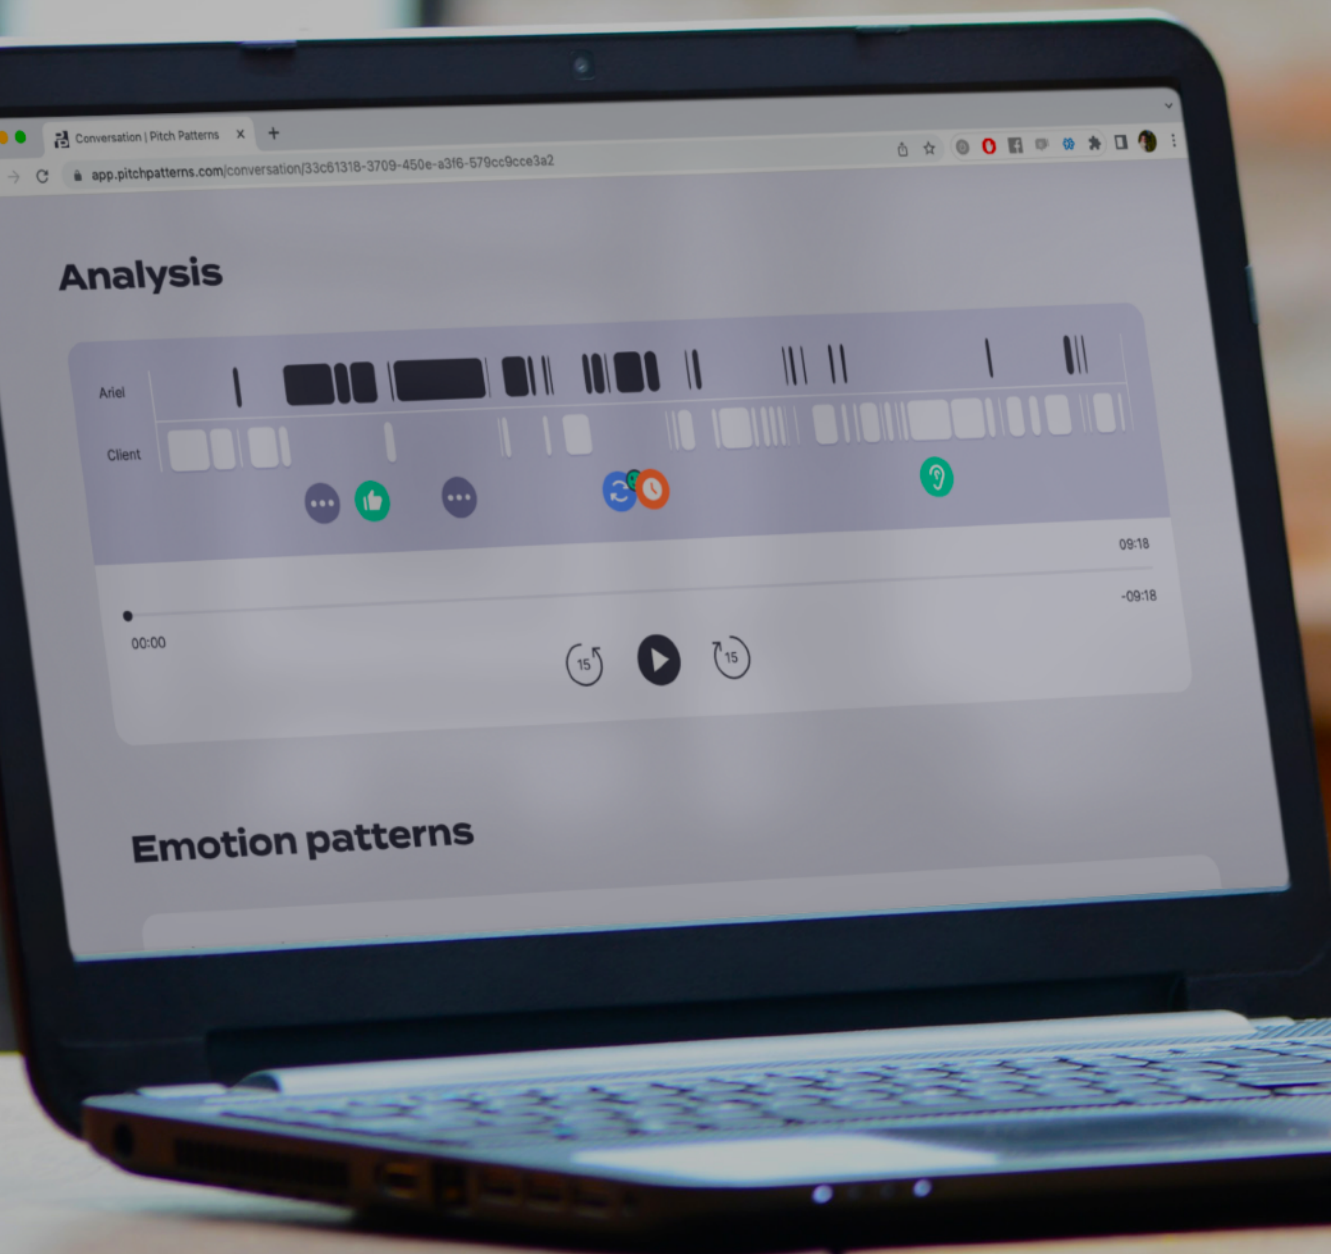 Conversation | Pitch Patterns
app.pitchpatterns.com/conversation/33c61318-3709-450e-a3f6-579cc9cce3a2
Analysis
Ariel
Client
09:18
00:00
-09:18
15
15
Emotion patterns